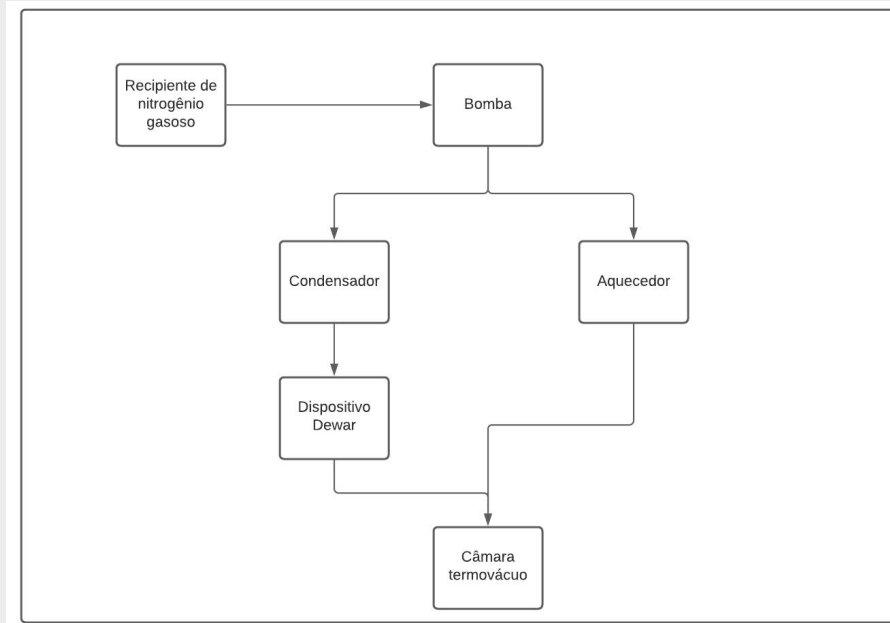 Recipiente de
nitrogênio
gasoso
Bomba
Condensador
Aquecedor
Dispositivo
Dewar
Câmara
termovácuo